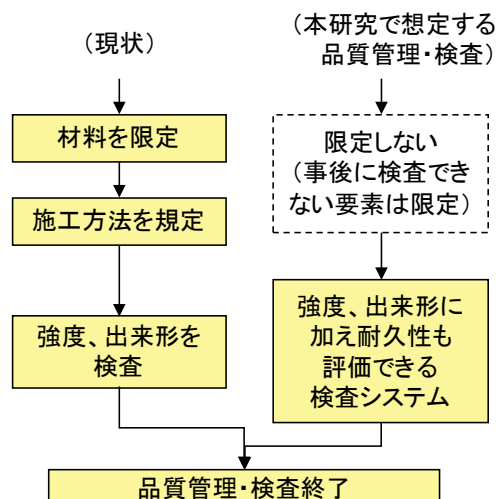 （現状）
材料を限定
施工方法を規定
強度、出来形を
検査
（本研究で想定する
品質管理・検査）
限定しない
（事後に検査でき
ない要素は限定）
強度、出来形に
加え耐久性も
評価できる
検査システム
品質管理・検査終了